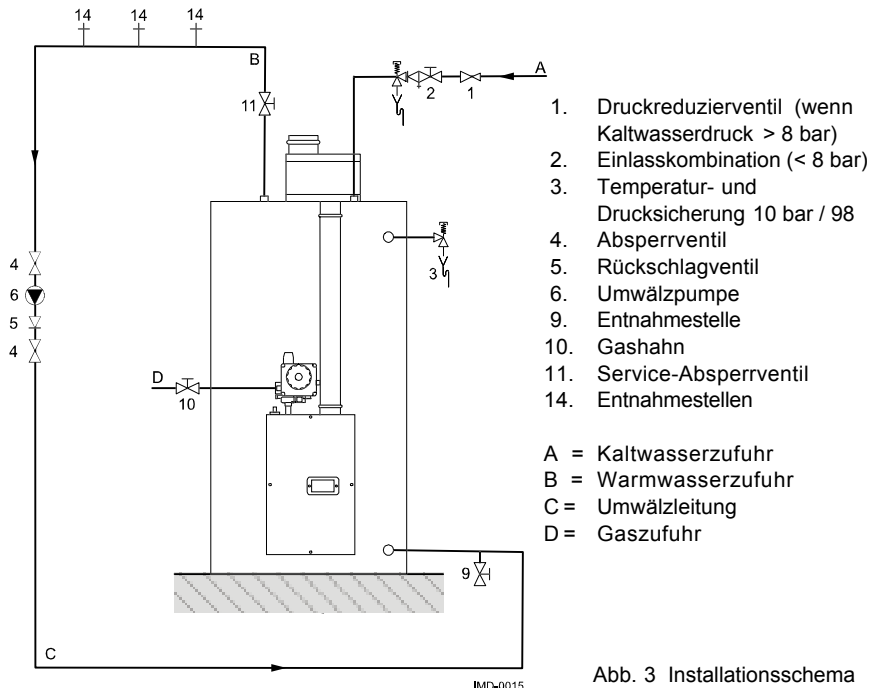 14 14 14
B
A
11
2 1
3
4
6
5
4
D
10
9
C
IMD-0015
1. Druckreduzierventil (wenn
Kaltwasserdruck > 8 bar)
2. Einlasskombination (< 8 bar)
3. Temperatur- und
Drucksicherung 10 bar / 98
4. Absperrventil
5. Rückschlagventil
6. Umwälzpumpe
9. Entnahmestelle
10. Gashahn
11. Service-Absperrventil
14. Entnahmestellen
A = Kaltwasserzufuhr
B = Warmwasserzufuhr
C = Umwälzleitung
D = Gaszufuhr
Abb. 3 Installationsschema